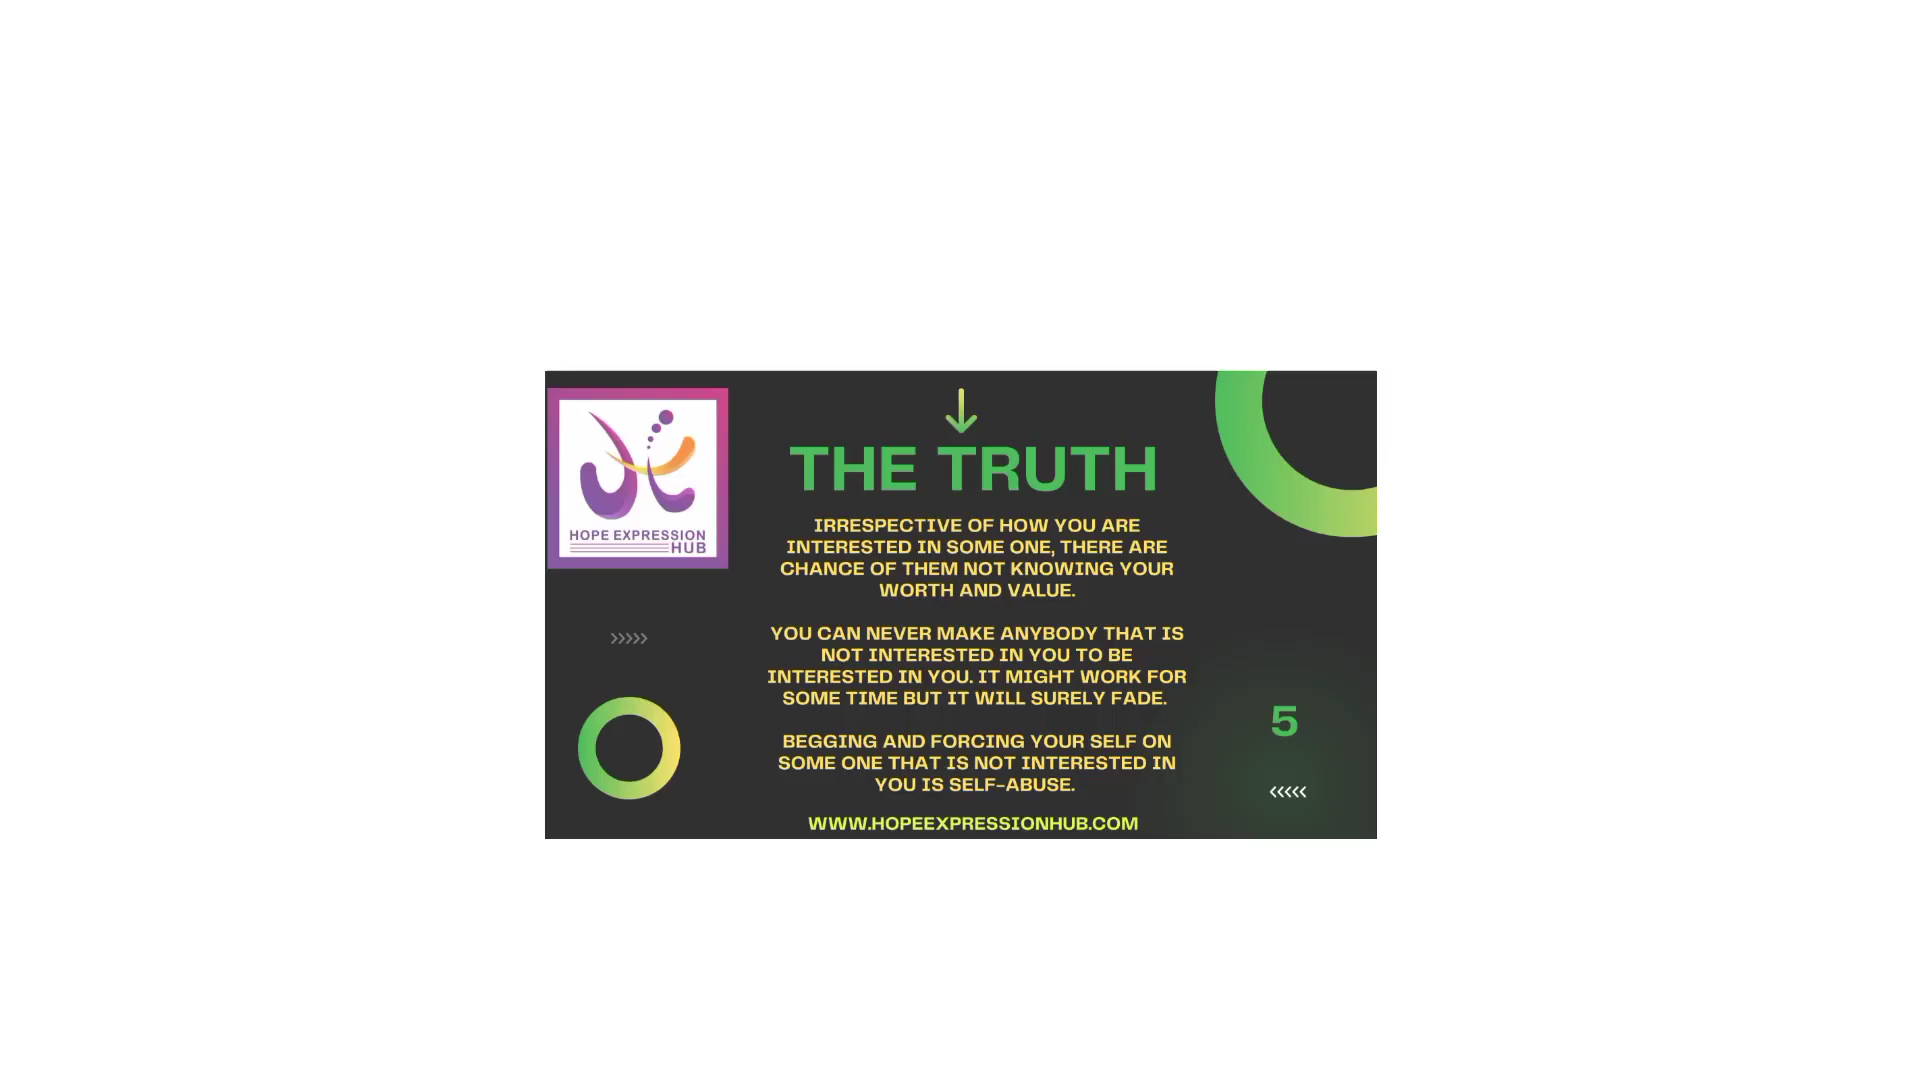 HOPE EXPRESSION
HUB
THE TRUTH
IRRESPECTIVE OF HOW YOU ARE
INTERESTED IN SOME ONE, THERE ARE
CHANCE OF THEM NOT KNOWING YOUR
WORTH AND VALUE.
YOU CAN NEVER MAKE ANYBODY THAT IS
NOT INTERESTED IN YOU TO BE
INTERESTED IN YOU. IT MIGHT WORK FOR
SOME TIME BUT IT WILL SURELY FADE.
BEGGING AND FORCING YOUR SELF ON
SOME ONE THAT IS NOT INTERESTED IN
YOU IS SELF-ABUSE.
WWW.HOPEEXPRESSIONHUB.COM
5